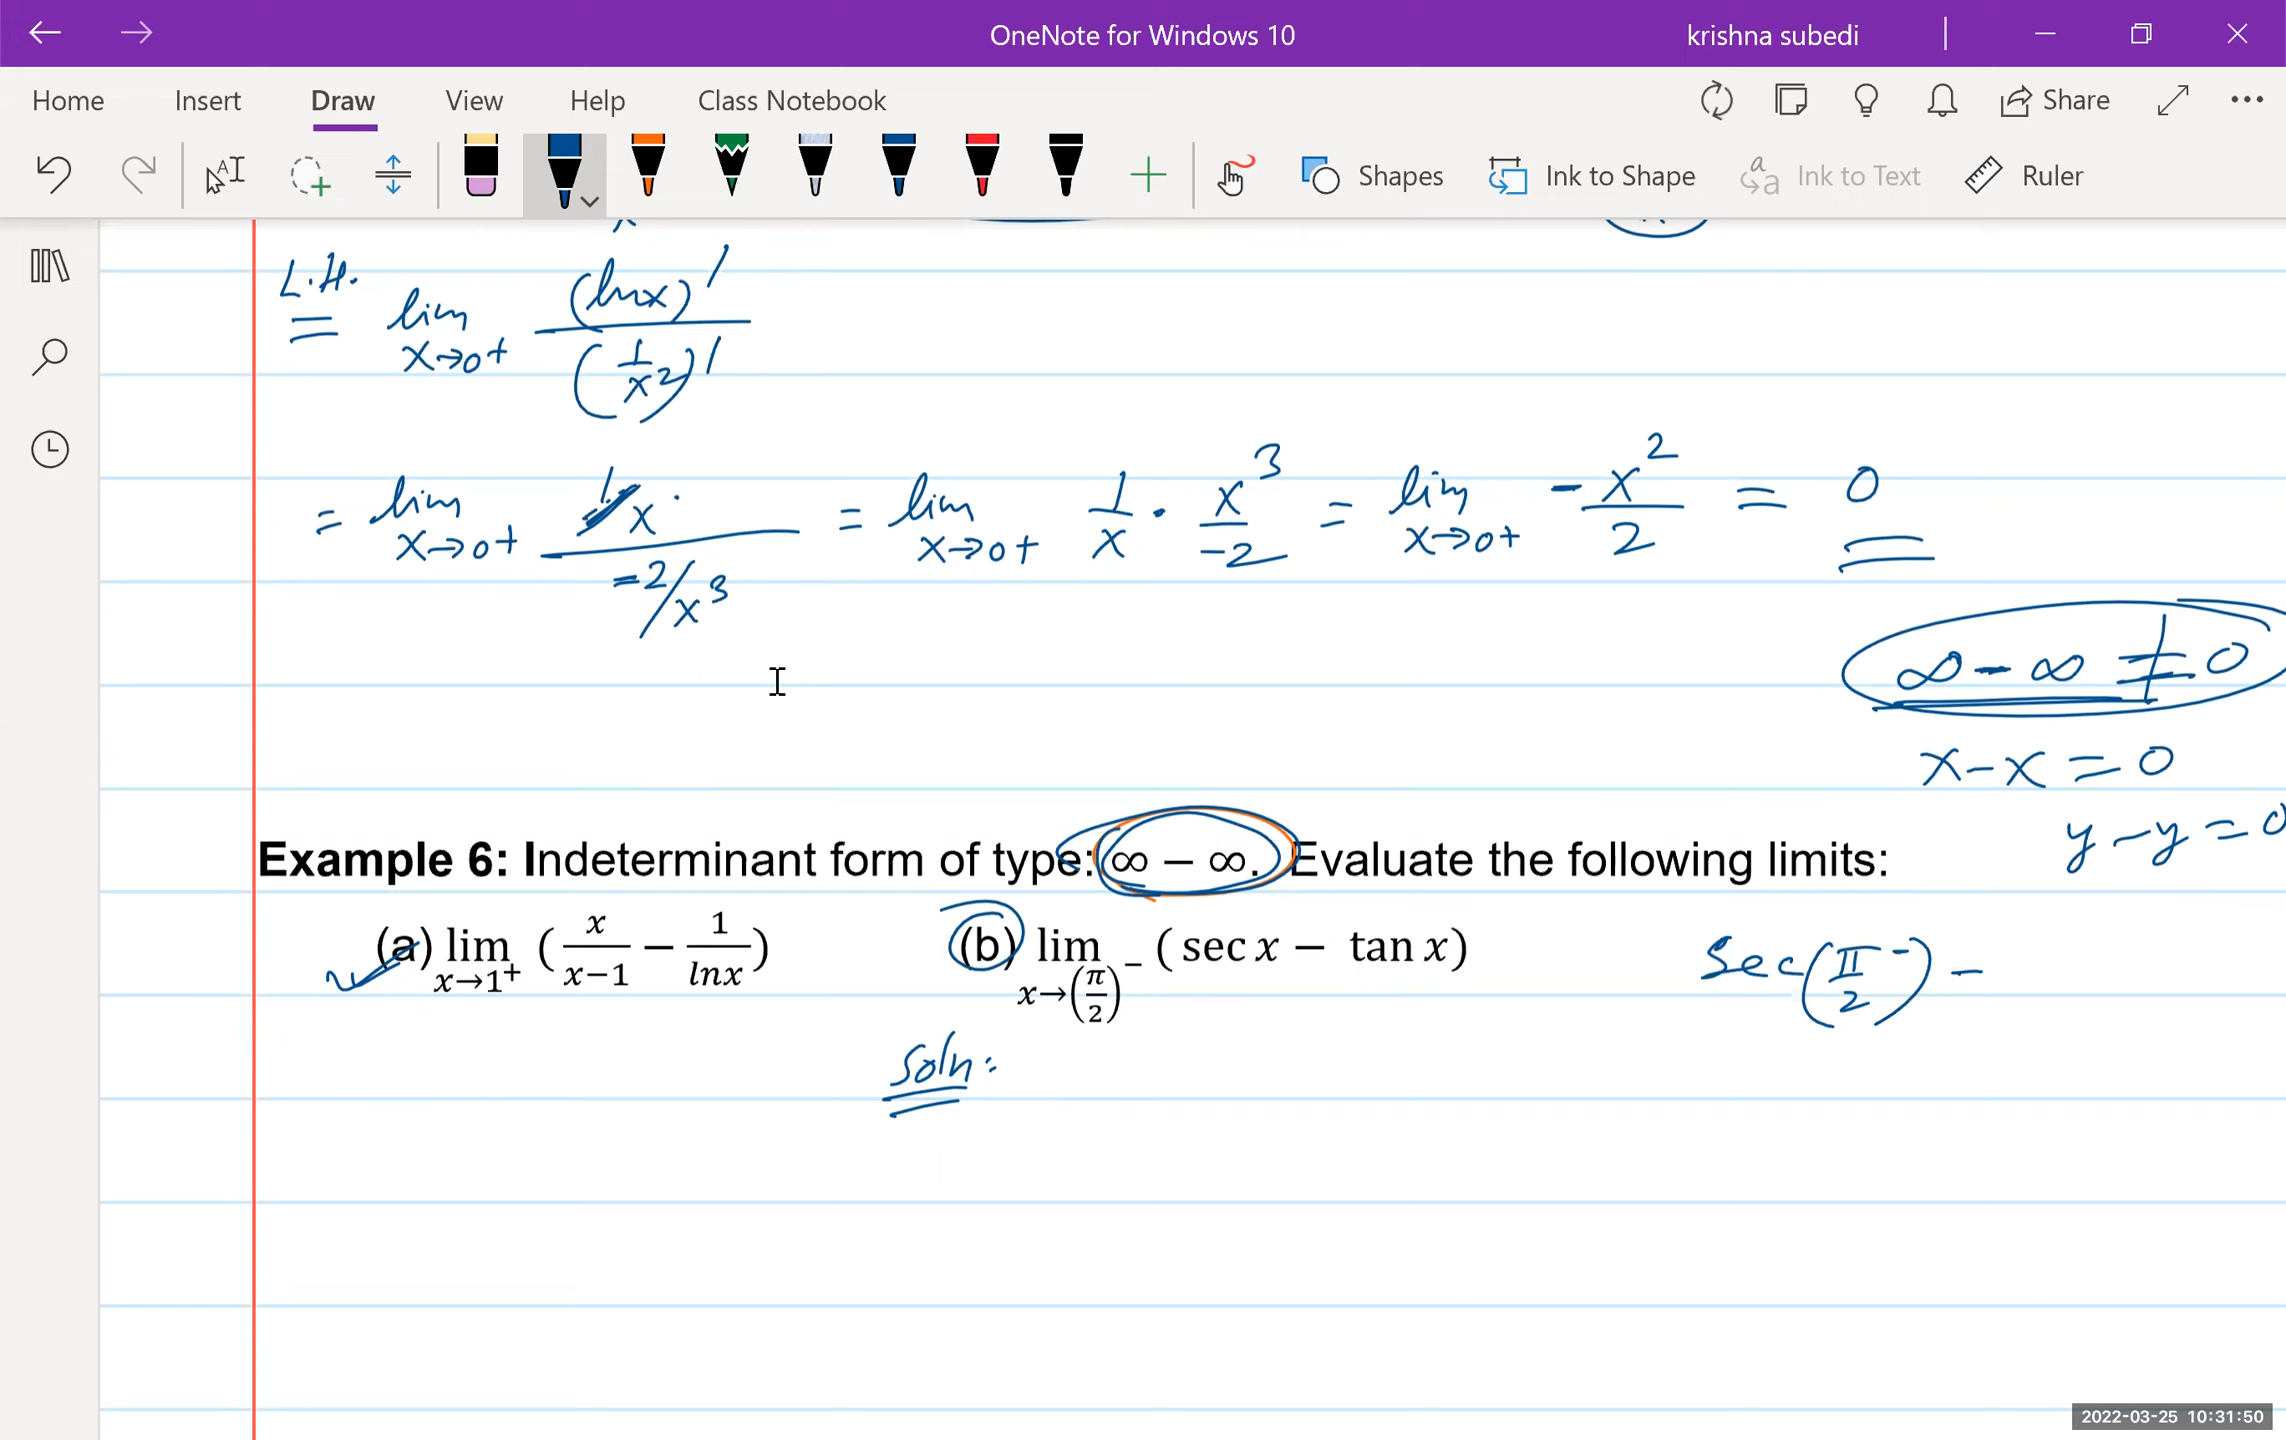 OneNote for Windows 10 krishna subedi
Home Insert Draw View Help Class Notebook Share
Shapes Ink to Shape Ink to Text Ruler
L.H. = lim x→0+ (lnx)' / (1/x²)'
= lim x→0+ 1/x / -2/x³ = lim x→0+ 1/x · x³/-2 = lim x→0+ -x²/2 = 0
∞ - ∞ ≠ 0
x - x = 0
y - y = 0
Example 6: Indeterminant form of type: ∞ − ∞. Evaluate the following limits:
(a) lim x→1⁺ (x/(x−1) − 1/lnx) (b) lim x→(π/2)⁻ (sec x − tan x) Sec(π/2⁻) -
Soln:
2022-03-25 10:31:50